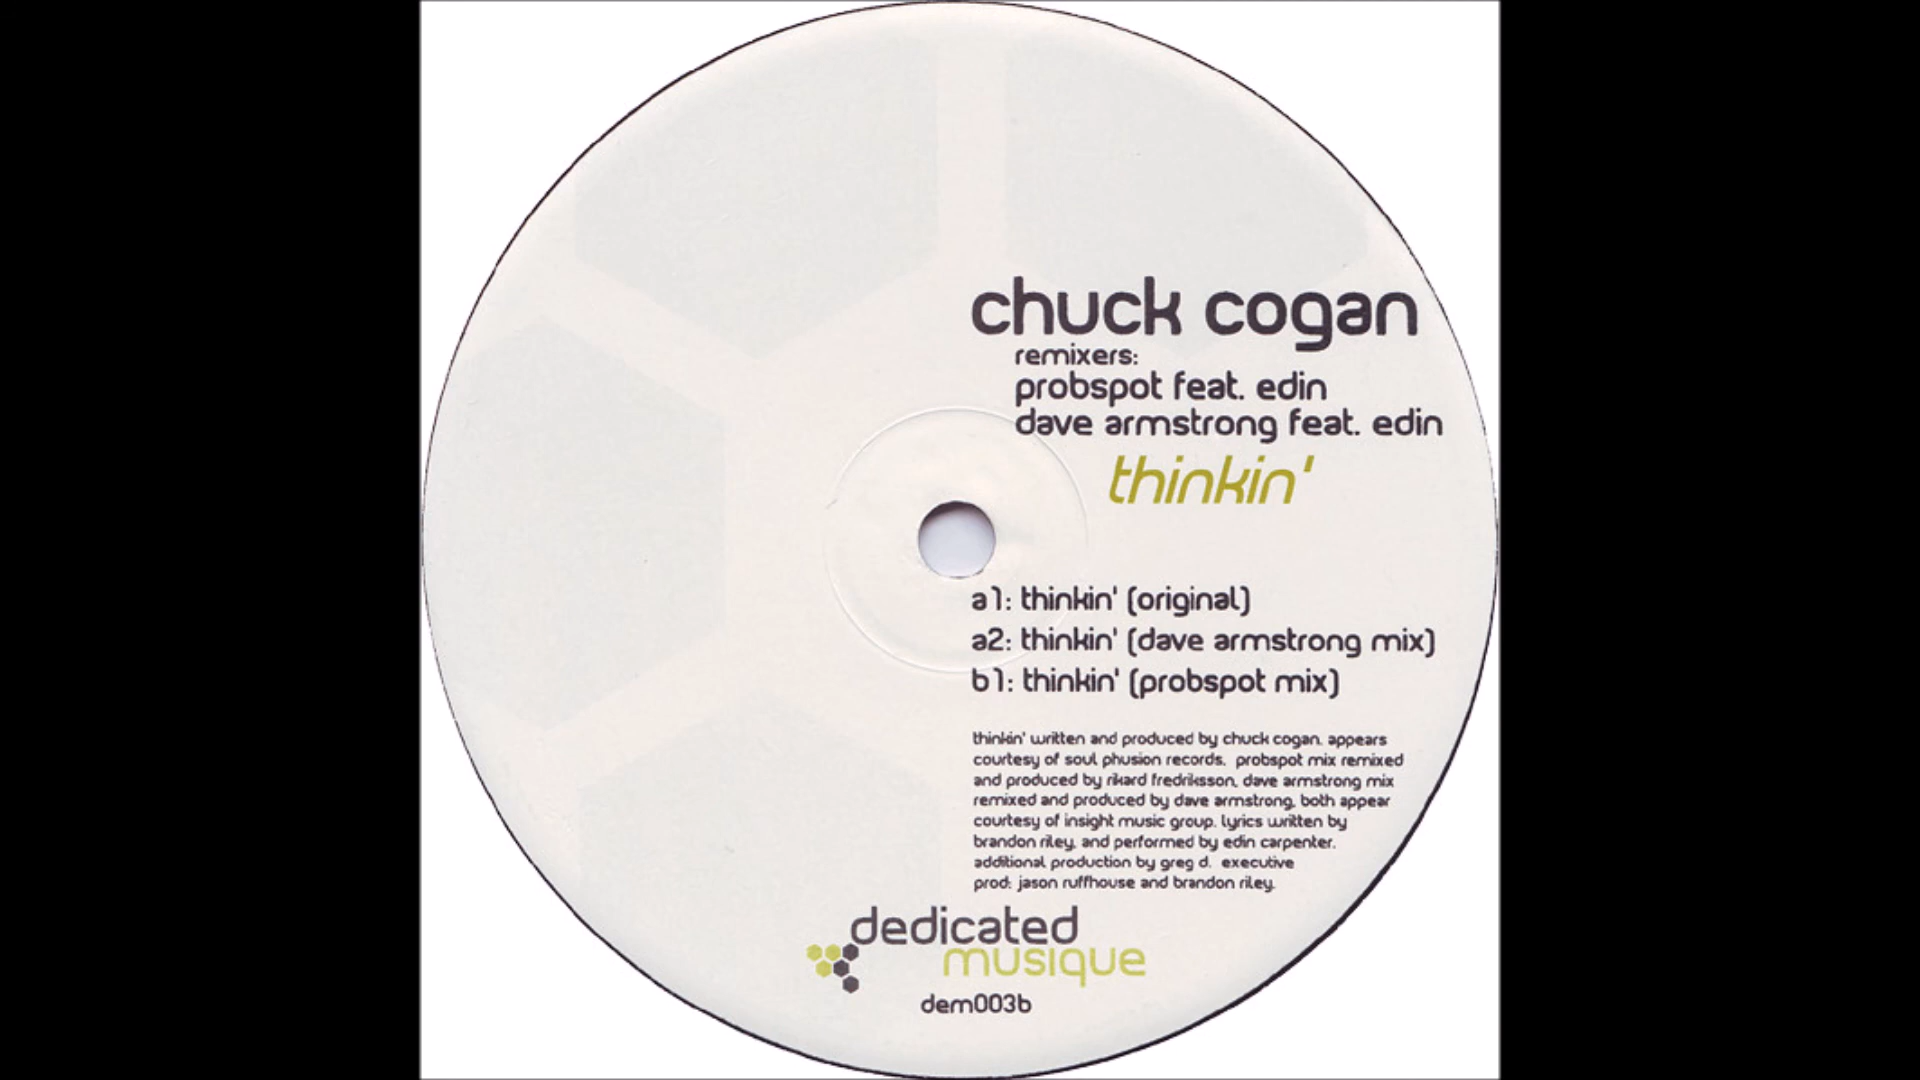 chuck cogan
remixers:
probspot feat. edin
dave armstrong feat. edin
thinkin'
a1: thinkin' (original)
a2: thinkin' (dave armstrong mix)
b1: thinkin' (probspot mix)
thinkin' written and produced by chuck cogan. appears
courtesy of soul phusion records. probspot mix remixed
and produced by rikard fredriksson, dave armstrong mix
remixed and produced by dave armstrong, both appear
courtesy of insight music group. lyrics written by
brandon riley, and performed by edin carpenter.
additional production by greg d. executive
prod: jason ruffhouse and brandon riley.
dedicated
musique
dem003b